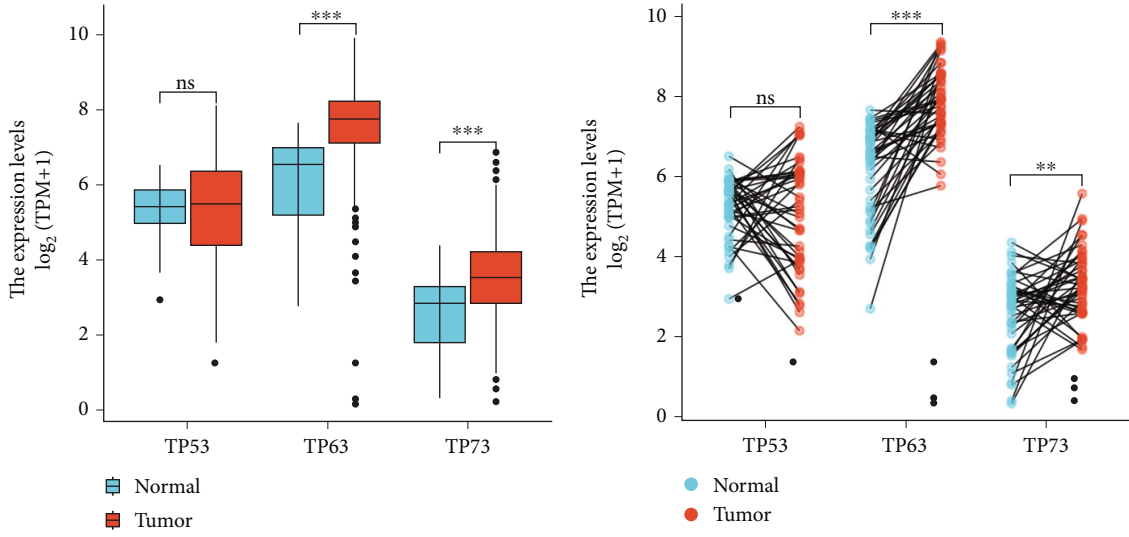 The expression levels
log₂ (TPM+1)
10
8
6
4
2
0
ns
***
***
TP53
TP63
TP73
Normal
Tumor
The expression levels
log₂ (TPM+1)
10
8
6
4
2
0
ns
***
**
TP53
TP63
TP73
Normal
Tumor